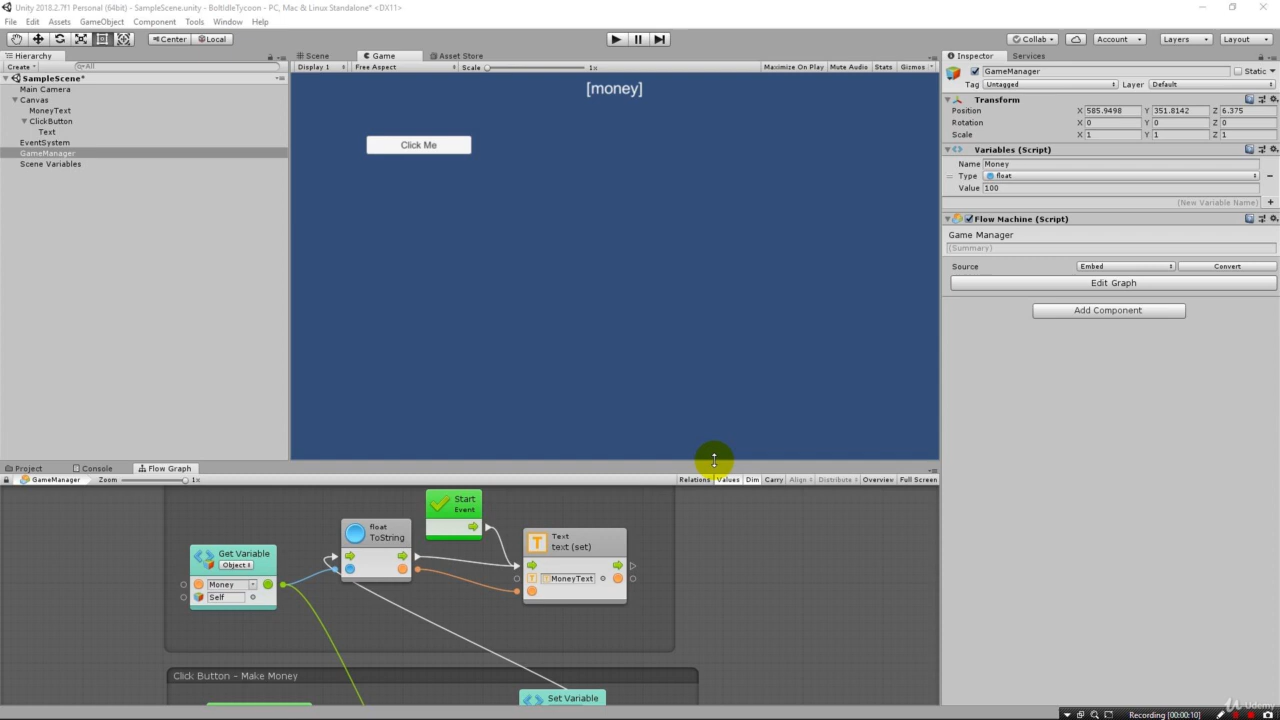 Unity 2018.2.7f1 Personal (64bit) - SampleScene.unity - BoltIdleTycoon - PC, Mac & Linux Standalone* <DX11>
File Edit Assets GameObject Component Tools Window Help
Center Local Collab Account Layers Layout
Hierarchy
Create All
SampleScene*
Main Camera
Canvas
MoneyText
ClickButton
Text
EventSystem
GameManager
Scene Variables
Scene Game Asset Store
Display 1 Free Aspect Scale 1x Maximize On Play Mute Audio Stats Gizmos
[money]
Click Me
Inspector Services
GameManager Static
Tag Untagged Layer Default
Transform
Position X 585.9498 Y 351.8142 Z 6.375
Rotation X 0 Y 0 Z 0
Scale X 1 Y 1 Z 1
Variables (Script)
Name Money
Type float
Value 100
(New Variable Name)
Flow Machine (Script)
Game Manager
(Summary)
Source Embed Convert
Edit Graph
Add Component
Project Console Flow Graph
GameManager Zoom 1x Relations Values Dim Carry Align Distribute Overview Full Screen
Start
Event
float
ToString
Text
text (set)
Get Variable
Object
Money
Self
MoneyText
Click Button - Make Money
Set Variable
Recording [00:00:10]
Udemy